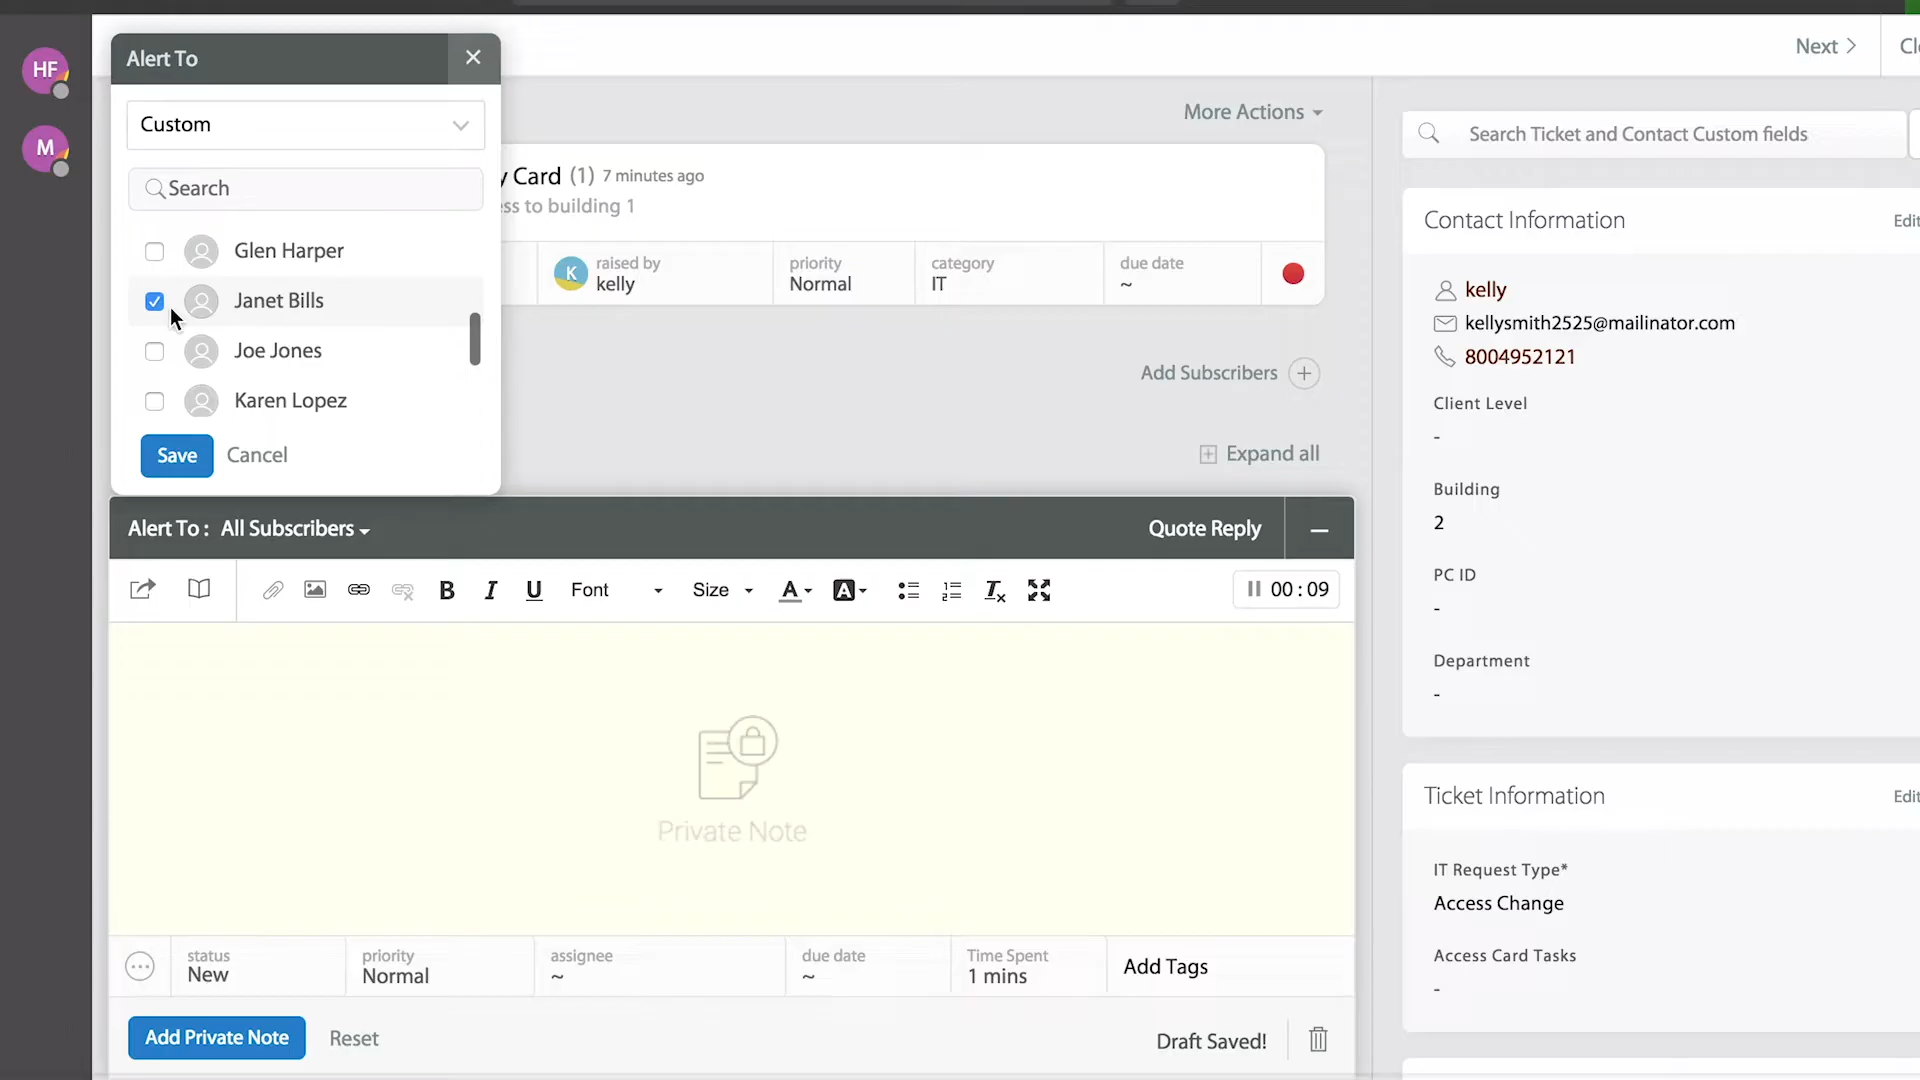 HF
M
Alert To
Custom
Search
Glen Harper
Janet Bills
Joe Jones
Karen Lopez
Save Cancel
Next
More Actions
Card (1) 7 minutes ago
to building 1
K
raised by
kelly
priority
Normal
category
IT
due date
~
Add Subscribers
Expand all
Alert To : All Subscribers
Quote Reply
B I U Font Size A A
00 : 09
Private Note
status
New
priority
Normal
assignee
~
due date
~
Time Spent
1 mins
Add Tags
Add Private Note Reset
Draft Saved!
Search Ticket and Contact Custom fields
Contact Information
Edit
kelly
kellysmith2525@mailinator.com
8004952121
Client Level
-
Building
2
PC ID
-
Department
-
Ticket Information
Edit
IT Request Type*
Access Change
Access Card Tasks
-